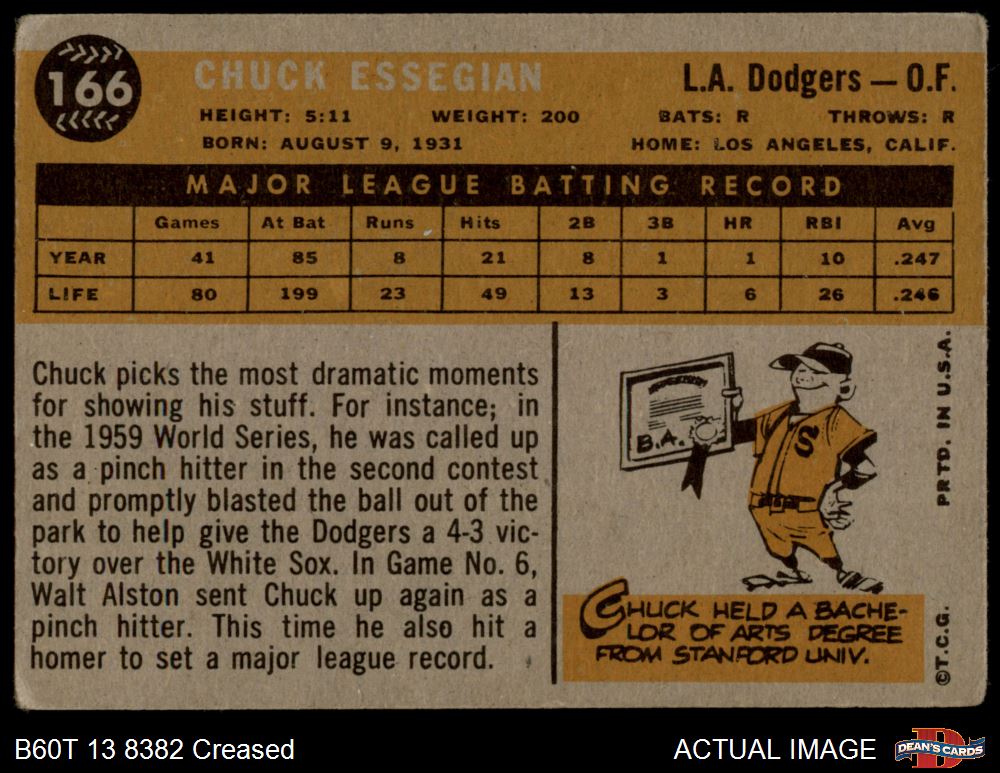 166
CHUCK ESSEGIAN
L.A. Dodgers — O.F.
HEIGHT: 5:11 WEIGHT: 200 BATS: R THROWS: R
BORN: AUGUST 9, 1931 HOME: LOS ANGELES, CALIF.
MAJOR LEAGUE BATTING RECORD
Games At Bat Runs Hits 2B 3B HR RBI Avg
YEAR 41 85 8 21 8 1 1 10 .247
LIFE 80 199 23 49 13 3 6 26 .246
Chuck picks the most dramatic moments
for showing his stuff. For instance; in
the 1959 World Series, he was called up
as a pinch hitter in the second contest
and promptly blasted the ball out of the
park to help give the Dodgers a 4-3 vic-
tory over the White Sox. In Game No. 6,
Walt Alston sent Chuck up again as a
pinch hitter. This time he also hit a
homer to set a major league record.
B.A.
S
CHUCK HELD A BACHE-
LOR OF ARTS DEGREE
FROM STANFORD UNIV.
©T.C.G. PRTD. IN U.S.A.
B60T 13 8382 Creased
ACTUAL IMAGE
D
DEAN'S CARDS